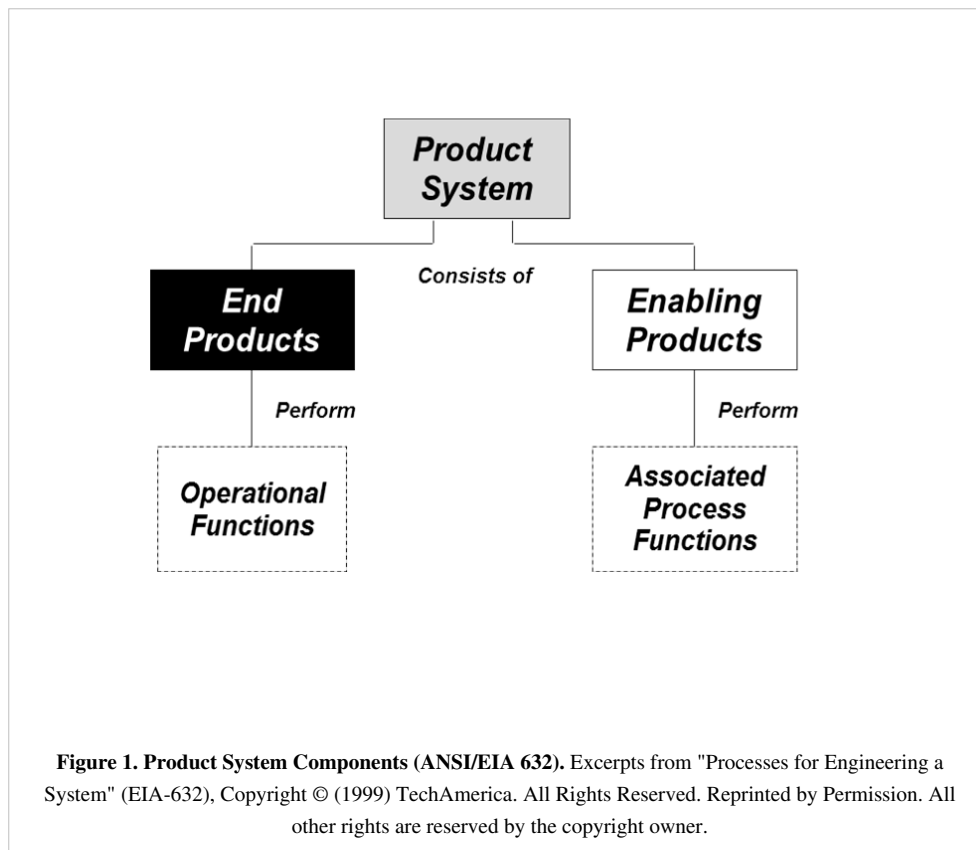 Product
System
Consists of
End
Products
Enabling
Products
Perform
Perform
Operational
Functions
Associated
Process
Functions
Figure 1. Product System Components (ANSI/EIA 632). Excerpts from "Processes for Engineering a
System" (EIA-632), Copyright © (1999) TechAmerica. All Rights Reserved. Reprinted by Permission. All
other rights are reserved by the copyright owner.